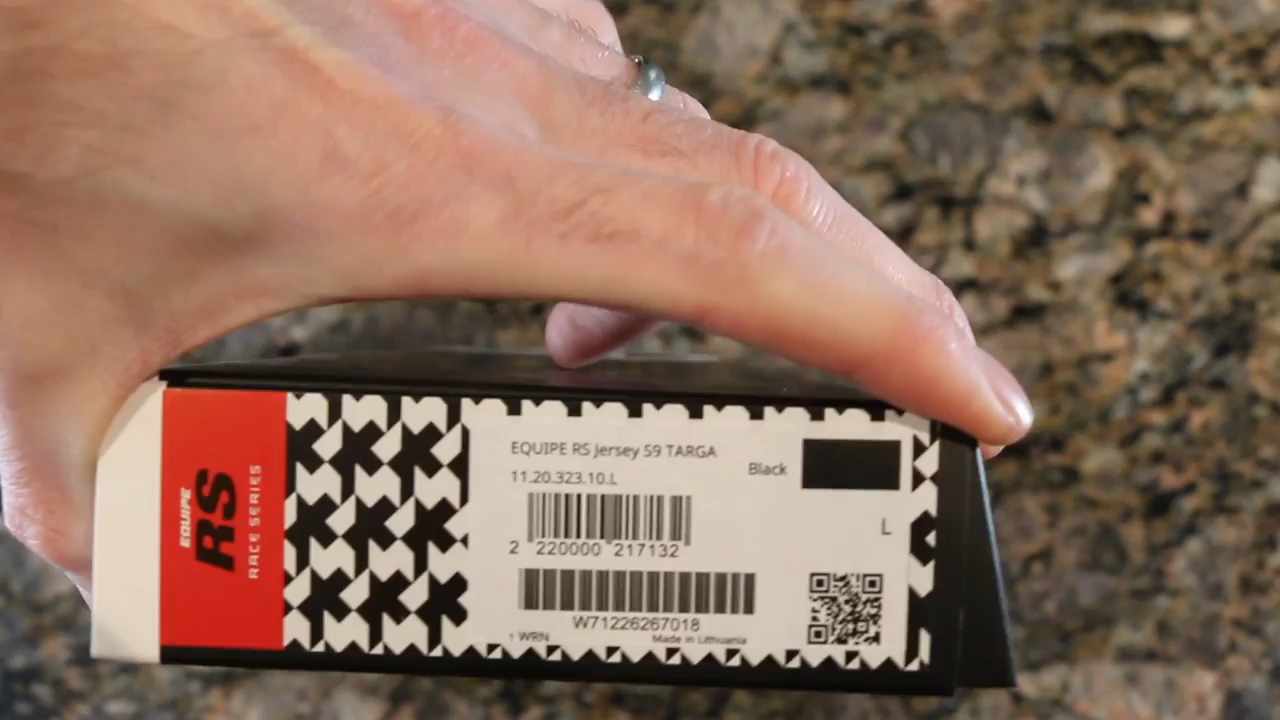 EQUIPE
RS
RACE SERIES
EQUIPE RS Jersey S9 TARGA
11.20.323.10.L
Black
L
2 220000 217132
W71226267018
WRN
Made in Lithuania